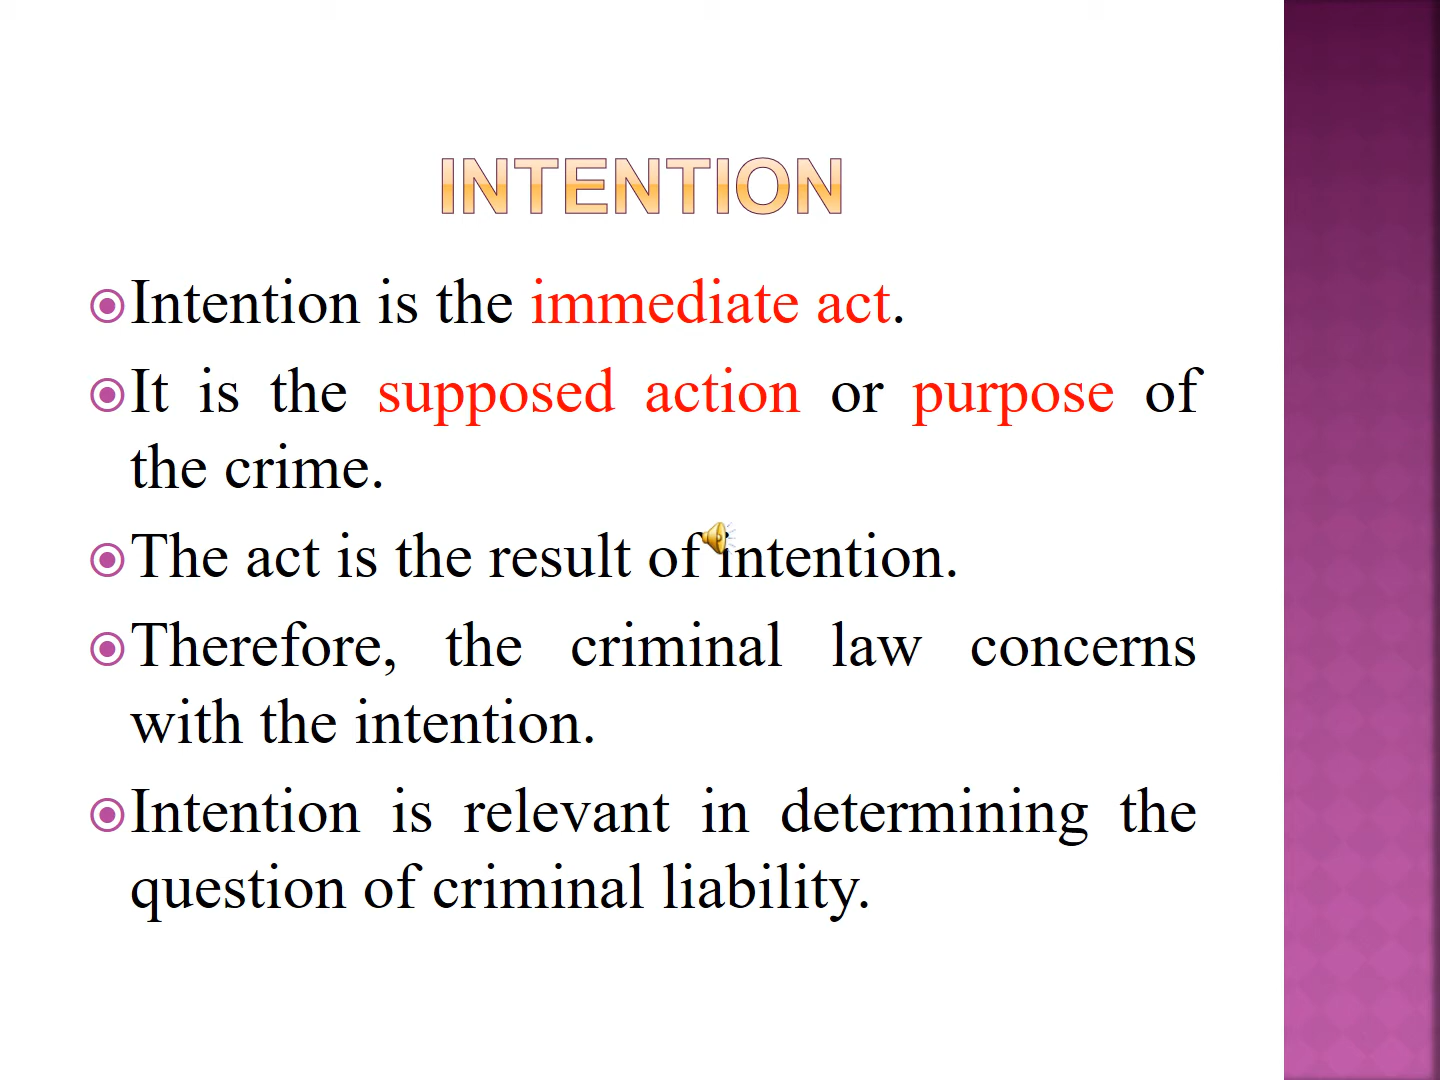 INTENTION
Intention is the immediate act.
It is the supposed action or purpose of
the crime.
The act is the result of intention.
Therefore, the criminal law concerns
with the intention.
Intention is relevant in determining the
question of criminal liability.